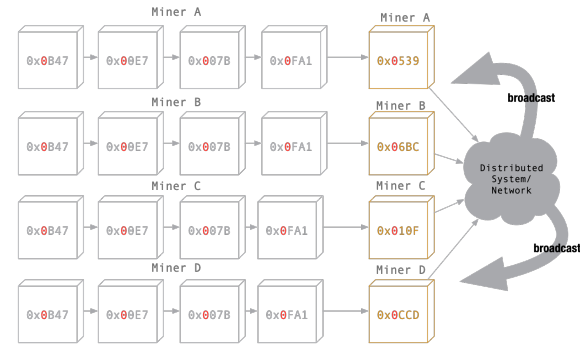 Miner A
Miner A
0x0B47
0x00E7
0x007B
0x0FA1
0x0539
broadcast
Miner B
Miner B
0x0B47
0x00E7
0x007B
0x0FA1
0x06BC
Distributed
System/
Network
Miner C
Miner C
0x0B47
0x00E7
0x007B
0x0FA1
0x010F
broadcast
Miner D
Miner D
0x0B47
0x00E7
0x007B
0x0FA1
0x0CCD